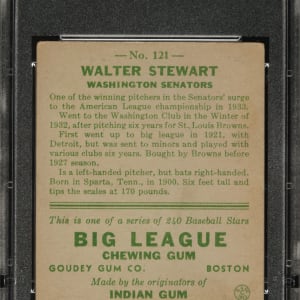 — No. 121 —
WALTER STEWART
WASHINGTON SENATORS
One of the winning pitchers in the Senators' surge
to the American League championship in 1933.
Went to the Washington Club in the Winter of
1932, after pitching six years for St. Louis Browns.
First went up to big league in 1921, with
Detroit, but was sent to minors and played with
various clubs six years. Bought by Browns before
1927 season.
Is a left-handed pitcher, but bats right-handed.
Born in Sparta, Tenn., in 1900. Six feet tall and
tips the scales at 170 pounds.
This is one of a series of 240 Baseball Stars
BIG LEAGUE
CHEWING GUM
GOUDEY GUM CO. BOSTON
Made by the originators of
INDIAN GUM